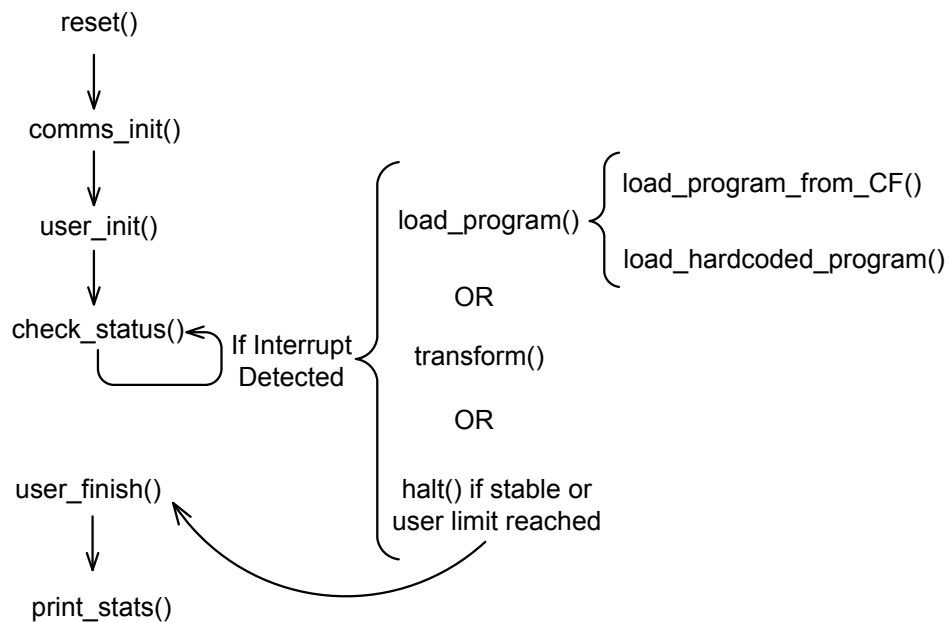 reset()
comms_init()
user_init()
check_status()
If Interrupt
Detected
load_program()
load_program_from_CF()
load_hardcoded_program()
OR
transform()
OR
halt() if stable or
user limit reached
user_finish()
print_stats()